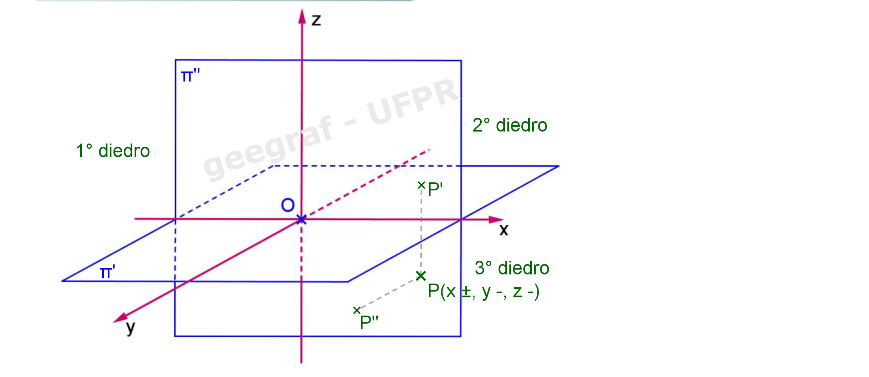 z
π"
geegraf - UFPR
2° diedro
1° diedro
P'
O
x
3° diedro
π'
P(x ±, y -, z -)
P"
y